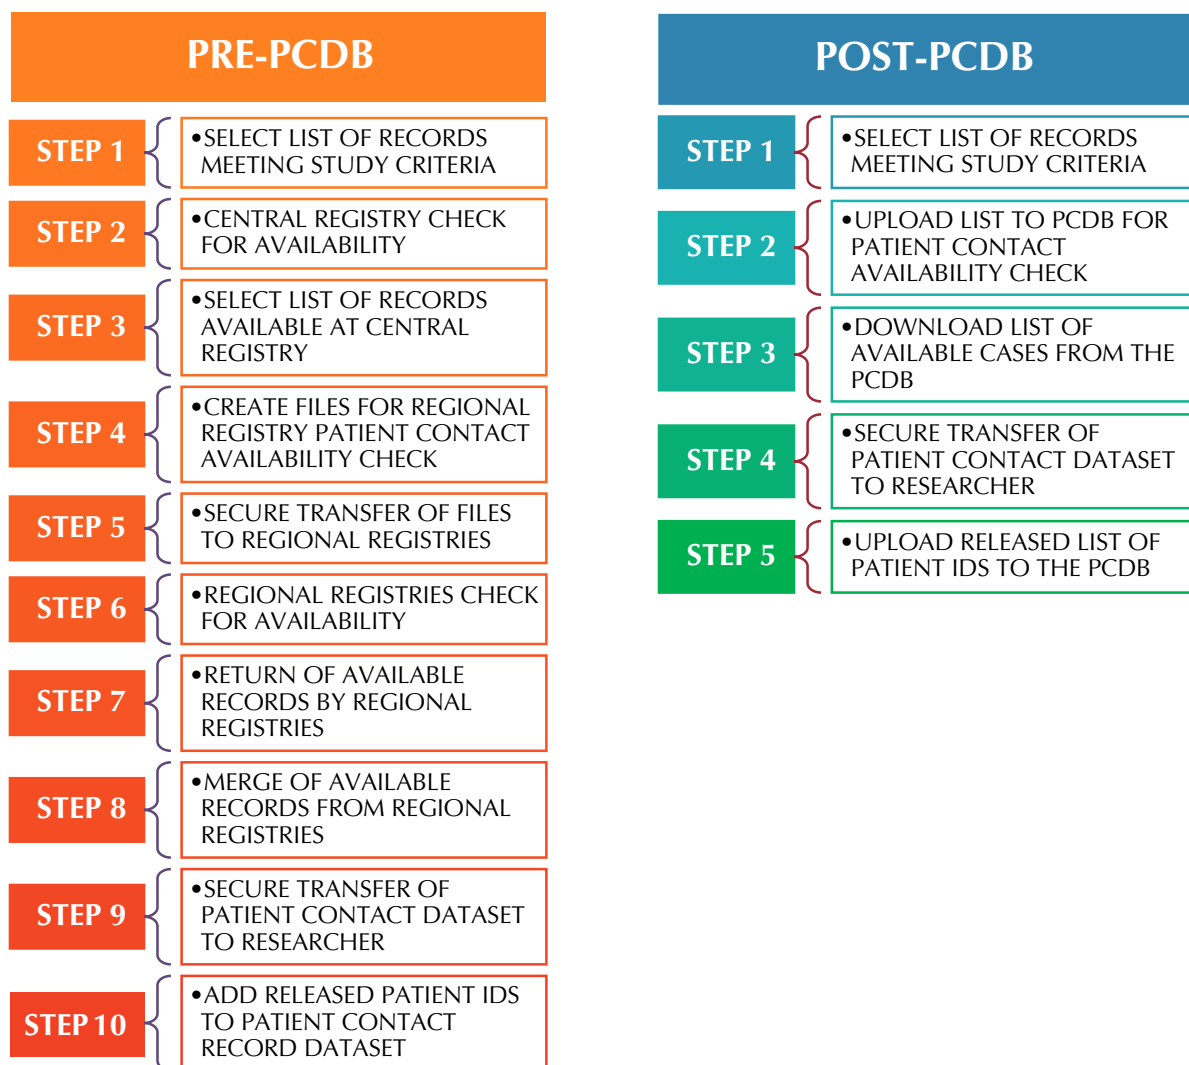 PRE-PCDB
STEP 1
•SELECT LIST OF RECORDS
MEETING STUDY CRITERIA
STEP 2
•CENTRAL REGISTRY CHECK
FOR AVAILABILITY
STEP 3
•SELECT LIST OF RECORDS
AVAILABLE AT CENTRAL
REGISTRY
STEP 4
•CREATE FILES FOR REGIONAL
REGISTRY PATIENT CONTACT
AVAILABILITY CHECK
STEP 5
•SECURE TRANSFER OF FILES
TO REGIONAL REGISTRIES
STEP 6
•REGIONAL REGISTRIES CHECK
FOR AVAILABILITY
STEP 7
•RETURN OF AVAILABLE
RECORDS BY REGIONAL
REGISTRIES
STEP 8
•MERGE OF AVAILABLE
RECORDS FROM REGIONAL
REGISTRIES
STEP 9
•SECURE TRANSFER OF
PATIENT CONTACT DATASET
TO RESEARCHER
STEP 10
•ADD RELEASED PATIENT IDS
TO PATIENT CONTACT
RECORD DATASET
POST-PCDB
STEP 1
•SELECT LIST OF RECORDS
MEETING STUDY CRITERIA
STEP 2
•UPLOAD LIST TO PCDB FOR
PATIENT CONTACT
AVAILABILITY CHECK
STEP 3
•DOWNLOAD LIST OF
AVAILABLE CASES FROM THE
PCDB
STEP 4
•SECURE TRANSFER OF
PATIENT CONTACT DATASET
TO RESEARCHER
STEP 5
•UPLOAD RELEASED LIST OF
PATIENT IDS TO THE PCDB